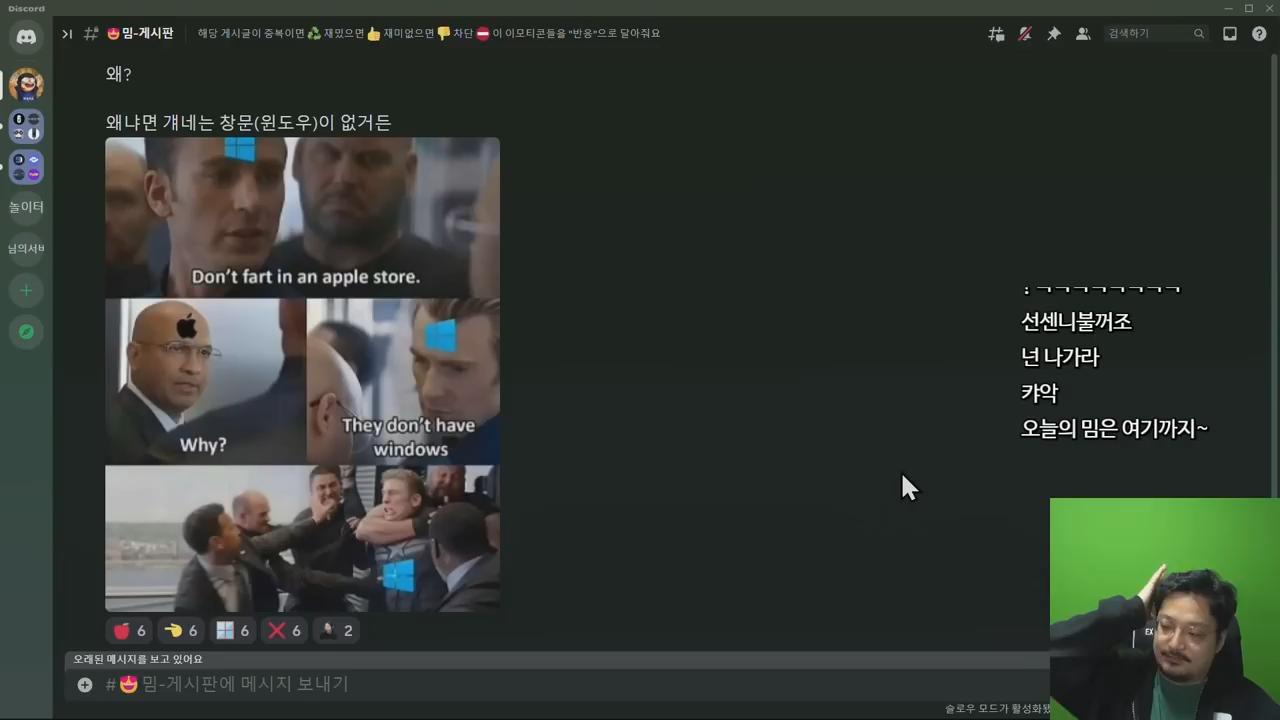 Discord
밈-게시판
해당 게시글이 중복이면 ♻️ 재밌으면 👍 재미없으면 👎 차단 ⛔ 이 이모티콘들을 "반응"으로 달아줘요
검색하기
왜?
왜냐면 걔네는 창문(윈도우)이 없거든
Don't fart in an apple store.
Why?
They don't have
windows
6 6 6 6 2
오래된 메시지를 보고 있어요
#😍밈-게시판에 메시지 보내기
슬로우 모드가 활성화됐
놀이터
님의서버
선센니불꺼조
넌 나가라
캬악
오늘의 밈은 여기까지~
EX